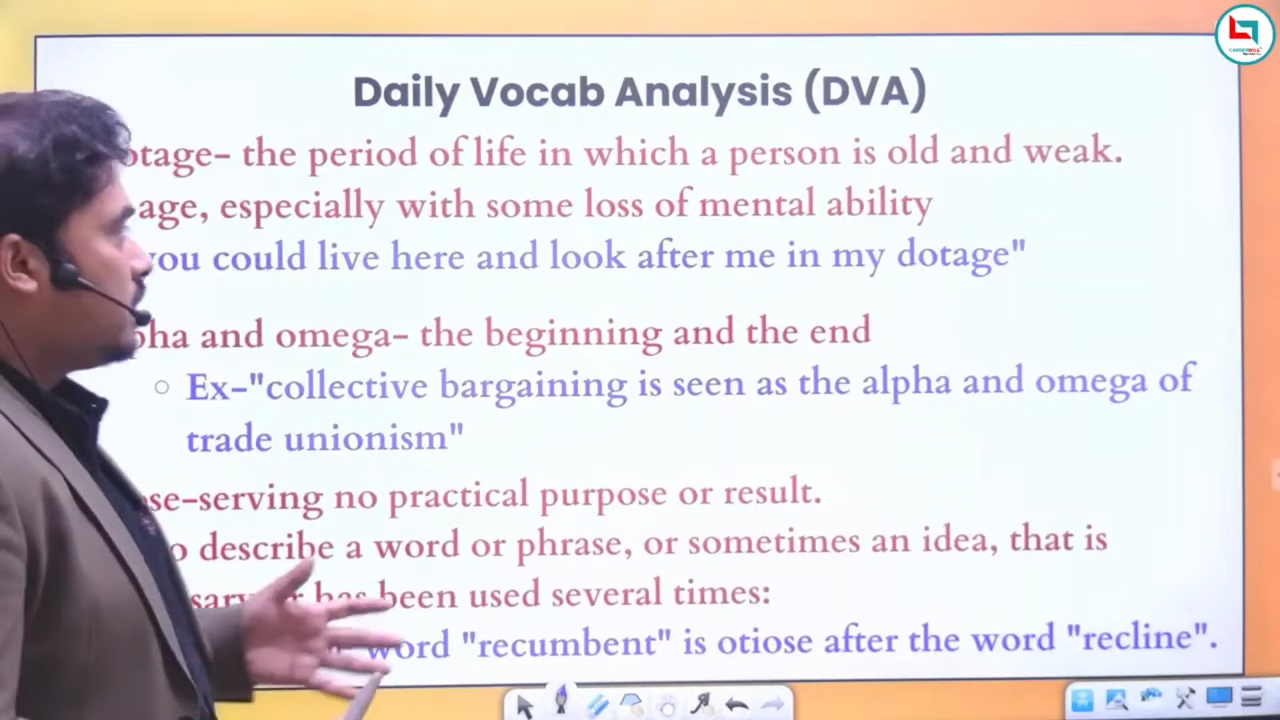 Daily Vocab Analysis (DVA)
the period of life in which a person is old and weak.
age, especially with some loss of mental ability
you could live here and look after me in my dotage"
and omega- the beginning and the end
Ex-"collective bargaining is seen as the alpha and omega of
trade unionism"
serving no practical purpose or result.
describe a word or phrase, or sometimes an idea, that is
has been used several times:
word "recumbent" is otiose after the word "recline".
CAREERWILL